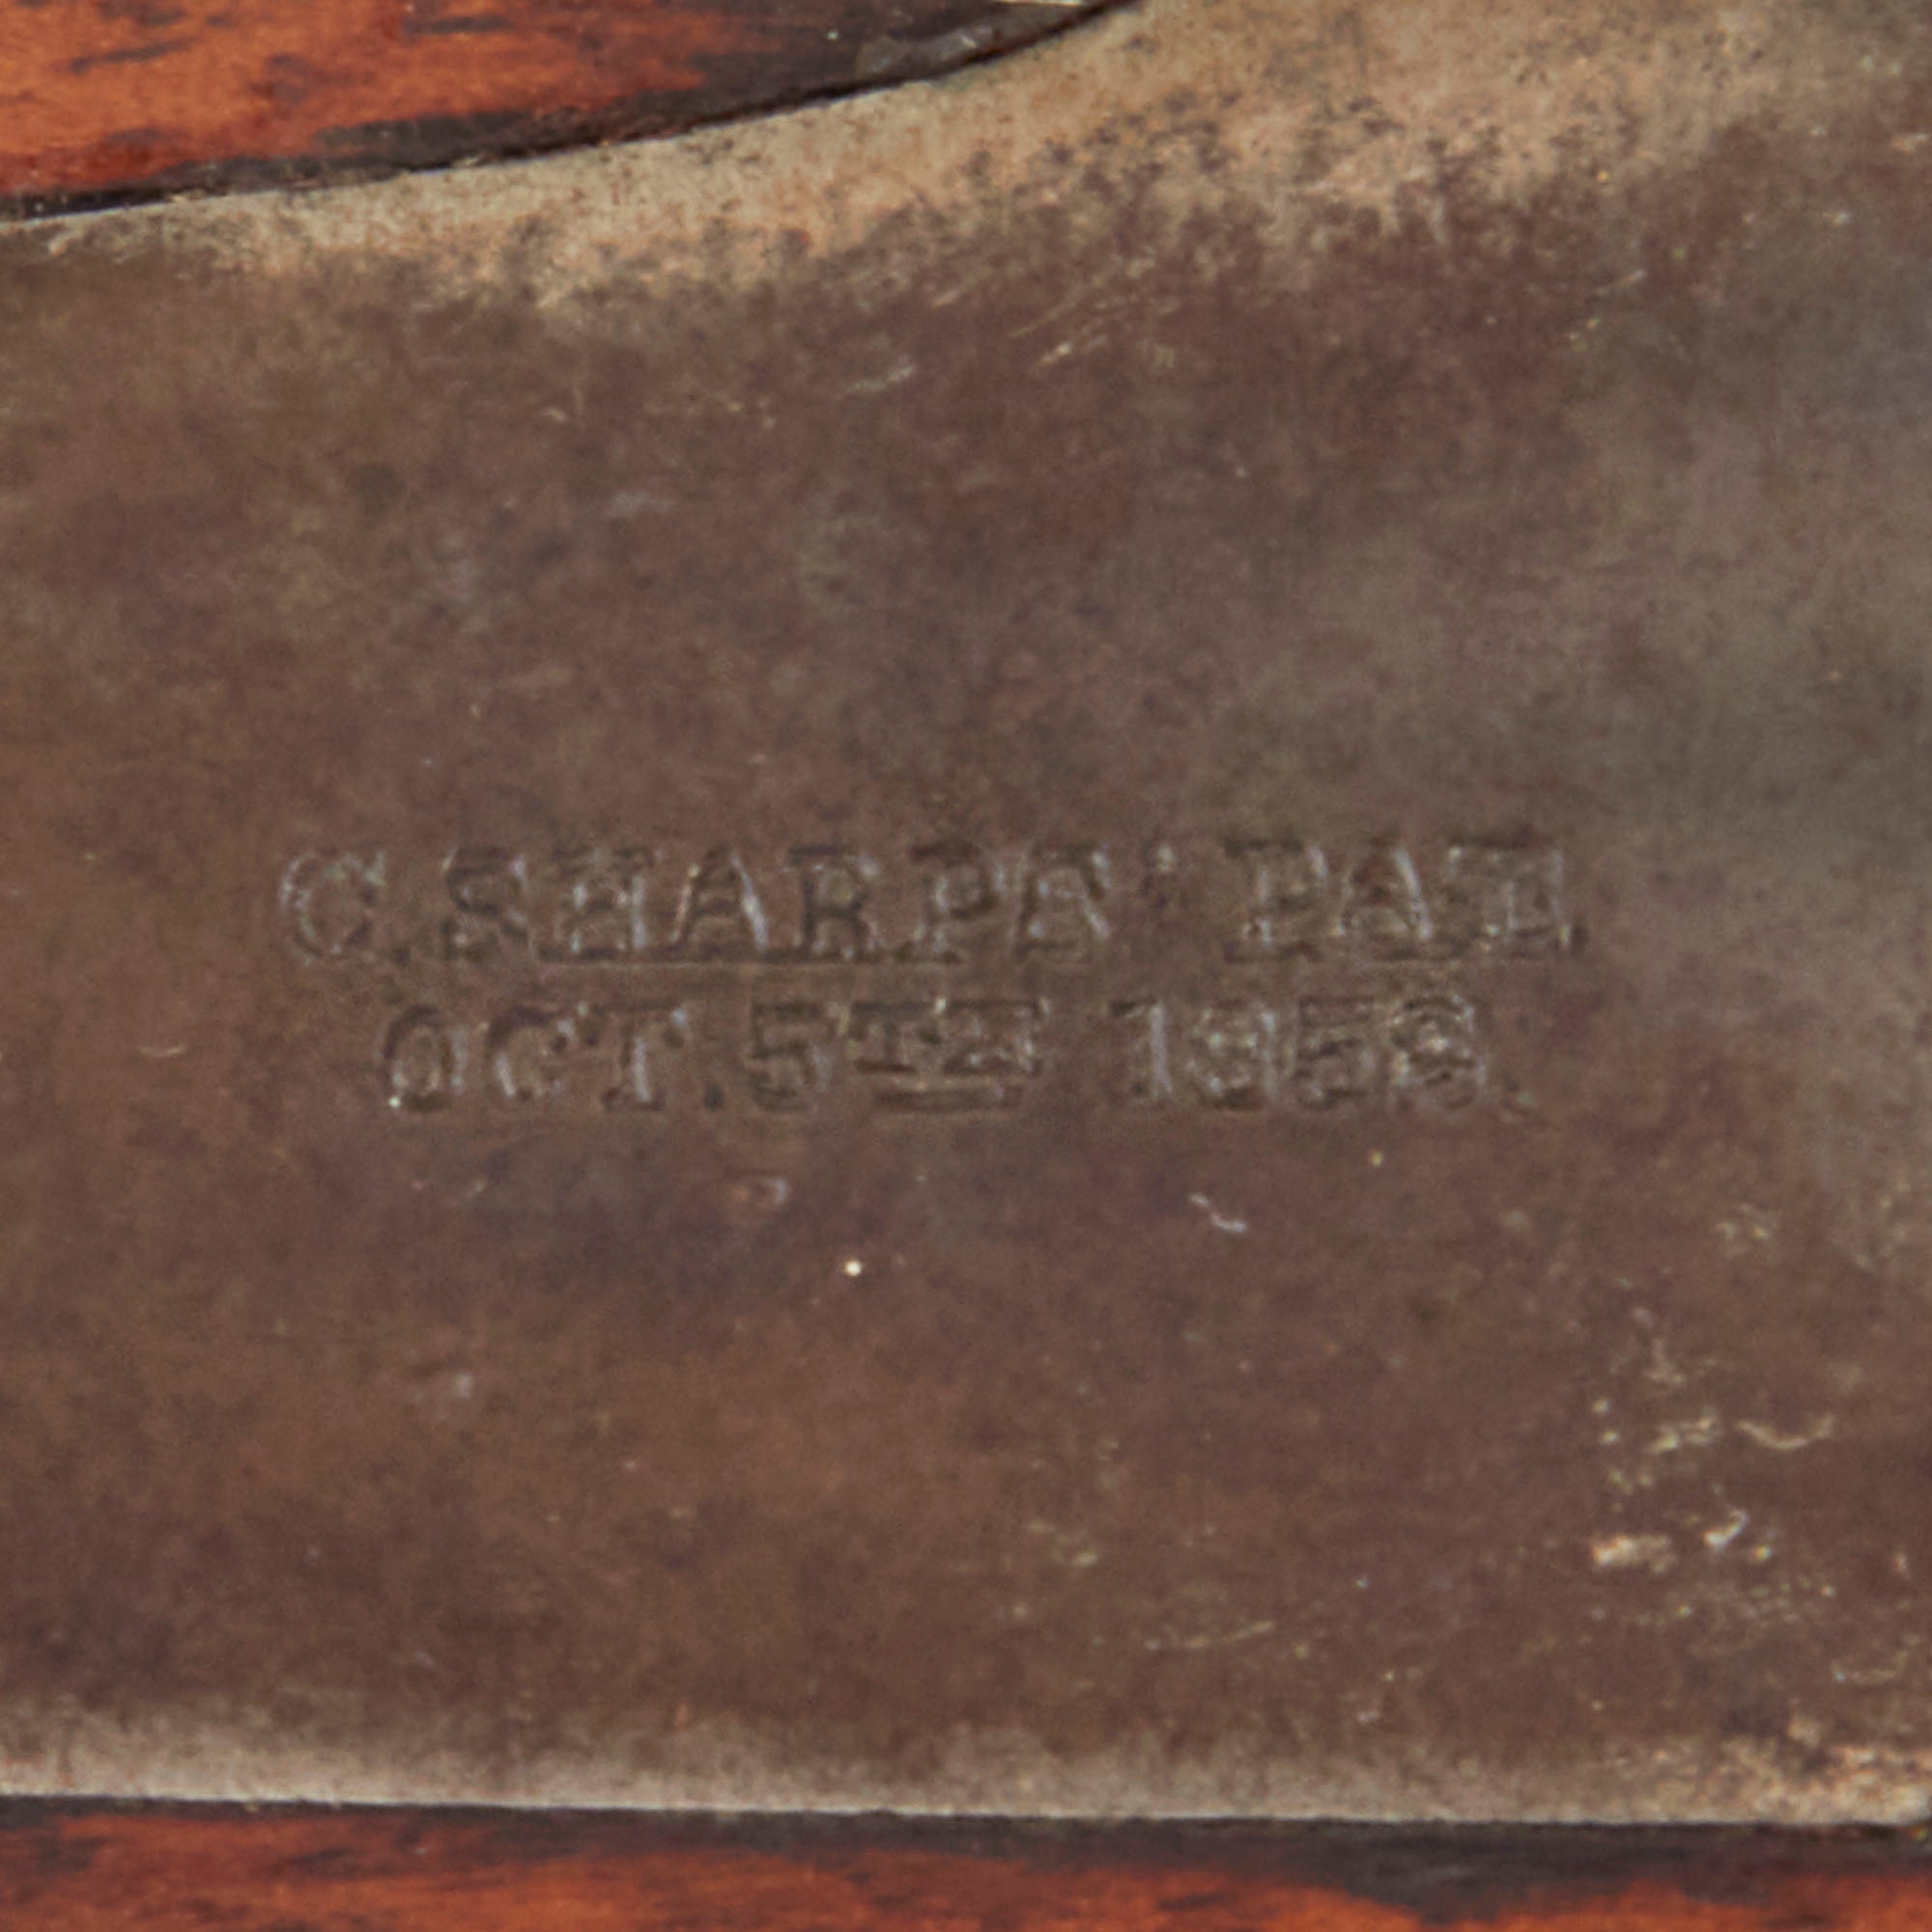 C. SHARPS' PAT.
OCT. 5TH 1852.